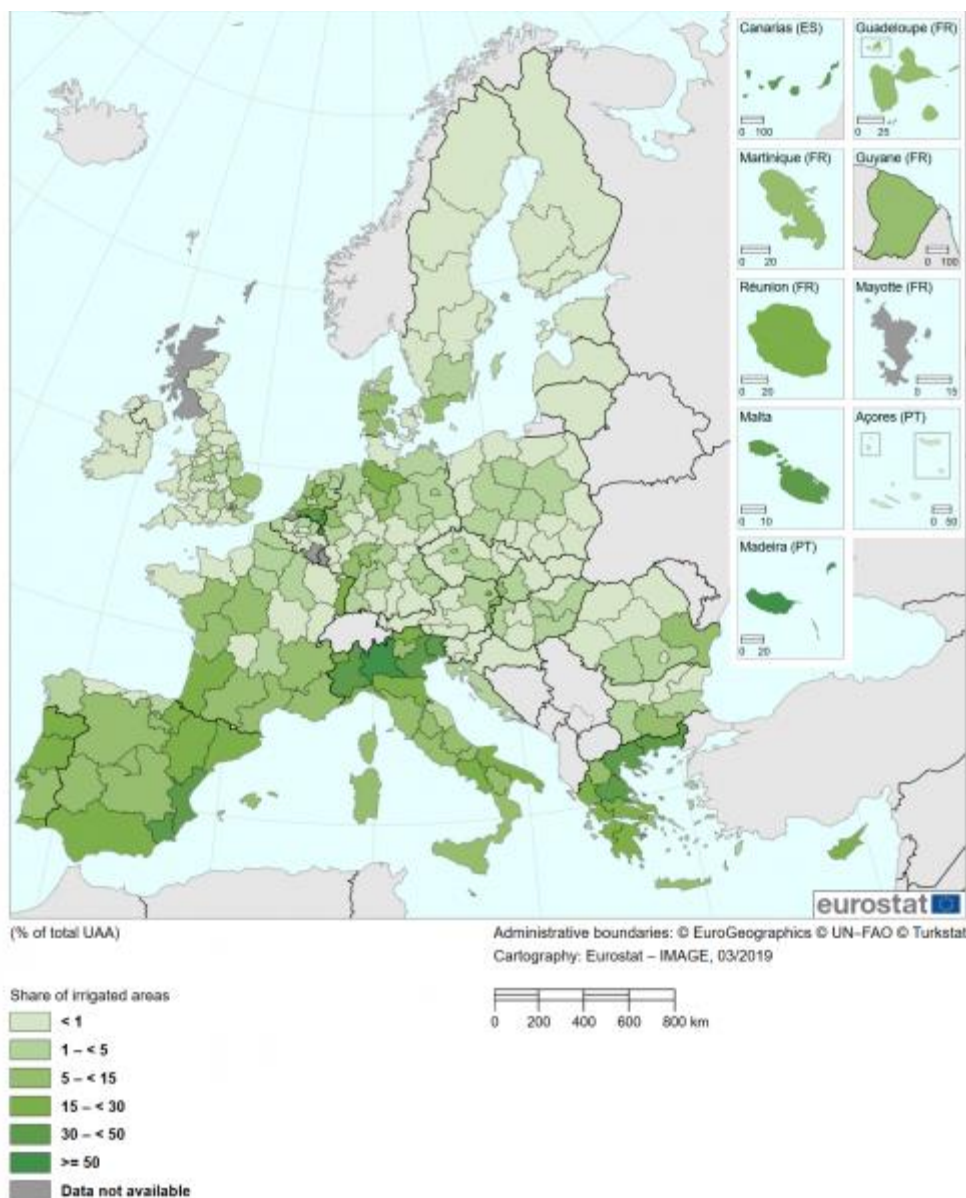 Canarias (ES)
0 100
Guadeloupe (FR)
0 25
Martinique (FR)
0 20
Guyane (FR)
0 100
Réunion (FR)
0 20
Mayotte (FR)
0 15
Malta
0 10
Açores (PT)
0 50
Madeira (PT)
0 20
eurostat
(% of total UAA)
Administrative boundaries: © EuroGeographics © UN–FAO © Turkstat
Cartography: Eurostat – IMAGE, 03/2019
Share of irrigated areas
< 1
1 – < 5
5 – < 15
15 – < 30
30 – < 50
>= 50
Data not available
0 200 400 600 800 km